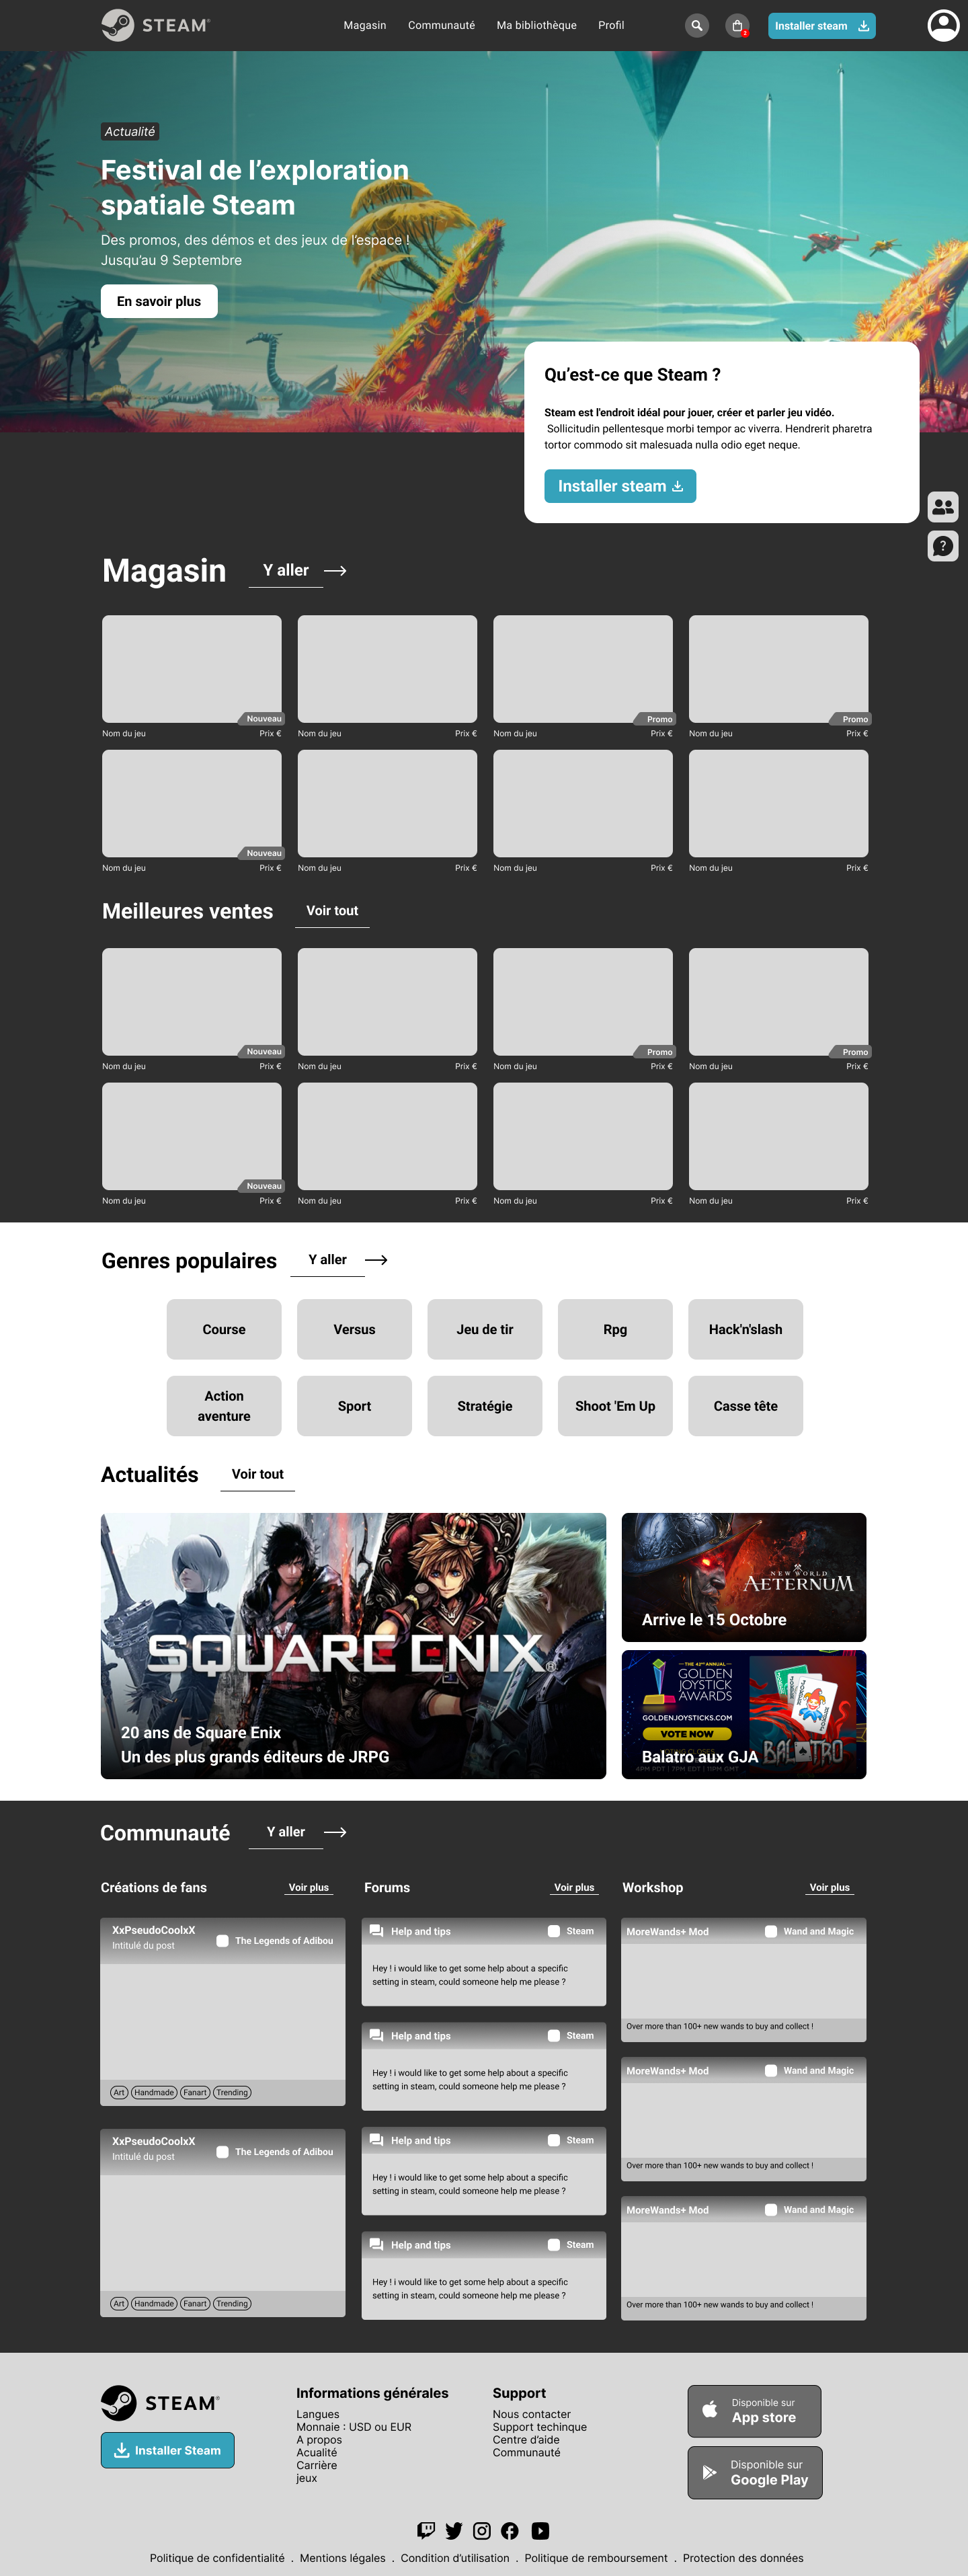 STEAM®
Magasin Communauté Ma bibliothèque Profil
2
Installer steam
Actualité
Festival de l'exploration
spatiale Steam
Des promos, des démos et des jeux de l'espace !
Jusqu'au 9 Septembre
En savoir plus
Qu'est-ce que Steam ?
Steam est l'endroit idéal pour jouer, créer et parler jeu vidéo.
Sollicitudin pellentesque morbi tempor ac viverra. Hendrerit pharetra
tortor commodo sit malesuada nulla odio eget neque.
Installer steam
?
Magasin Y aller
Nouveau Promo Promo
Nom du jeu Prix € Nom du jeu Prix € Nom du jeu Prix € Nom du jeu Prix €
Nouveau
Nom du jeu Prix € Nom du jeu Prix € Nom du jeu Prix € Nom du jeu Prix €
Meilleures ventes Voir tout
Nouveau Promo Promo
Nom du jeu Prix € Nom du jeu Prix € Nom du jeu Prix € Nom du jeu Prix €
Nouveau
Nom du jeu Prix € Nom du jeu Prix € Nom du jeu Prix € Nom du jeu Prix €
Genres populaires Y aller
Course Versus Jeu de tir Rpg Hack'n'slash
Action
aventure
Sport Stratégie Shoot 'Em Up Casse tête
Actualités Voir tout
SQUARE ENIX®
20 ans de Square Enix
Un des plus grands éditeurs de JRPG
NEW WORLD
AETERNUM
Arrive le 15 Octobre
THE 42ND ANNUAL
GOLDEN
JOYSTICK
AWARDS
GOLDENJOYSTICKS.COM
VOTE NOW
BALATRO
Balatro aux GJA
4PM PDT | 7PM EDT | 11PM GMT
Communauté Y aller
Créations de fans Voir plus
XxPseudoCoolxX
Intitulé du post
The Legends of Adibou
Art Handmade Fanart Trending
XxPseudoCoolxX
Intitulé du post
The Legends of Adibou
Art Handmade Fanart Trending
Forums Voir plus
Help and tips Steam
Hey ! i would like to get some help about a specific
setting in steam, could someone help me please ?
Help and tips Steam
Hey ! i would like to get some help about a specific
setting in steam, could someone help me please ?
Help and tips Steam
Hey ! i would like to get some help about a specific
setting in steam, could someone help me please ?
Help and tips Steam
Hey ! i would like to get some help about a specific
setting in steam, could someone help me please ?
Workshop Voir plus
MoreWands+ Mod Wand and Magic
Over more than 100+ new wands to buy and collect !
MoreWands+ Mod Wand and Magic
Over more than 100+ new wands to buy and collect !
MoreWands+ Mod Wand and Magic
Over more than 100+ new wands to buy and collect !
STEAM®
Installer Steam
Informations générales
Langues
Monnaie : USD ou EUR
A propos
Acualité
Carrière
jeux
Support
Nous contacter
Support techinque
Centre d'aide
Communauté
Disponible sur
App store
Disponible sur
Google Play
Politique de confidentialité . Mentions légales . Condition d'utilisation . Politique de remboursement . Protection des données